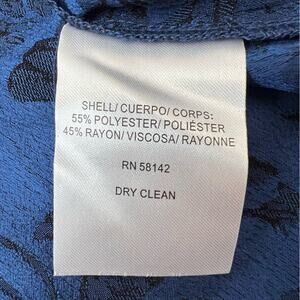 SHELL/ CUERPO/ CORPS:
55% POLYESTER/ POLIÉSTER
45% RAYON/ VISCOSA/ RAYONNE
RN 58142
DRY CLEAN